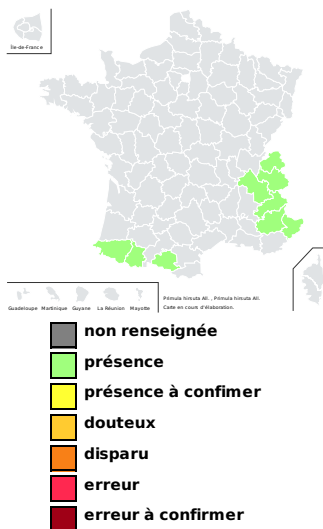 Île-de-France
Guadeloupe Martinique Guyane La Réunion Mayotte
Primula hirsuta All. , Primula hirsuta All.
Carte en cours d'élaboration.
non renseignée
présence
présence à confimer
douteux
disparu
erreur
erreur à confirmer